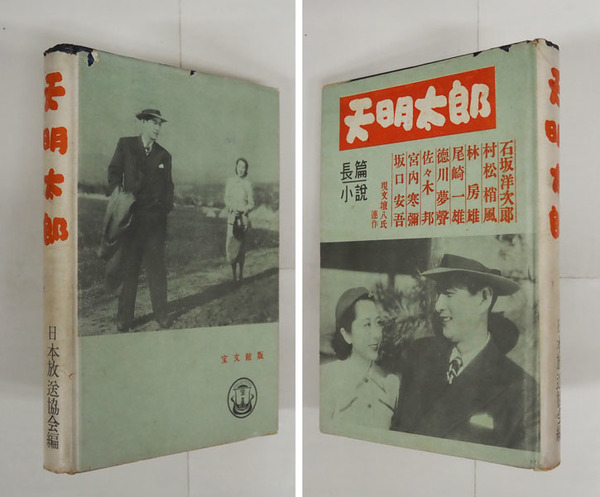 天明太郎
日本放送協会編
宝文館版
天明太郎
石坂洋次郎
村松梢風
林房雄
尾崎一雄
徳川夢聲
佐々木邦
宮内寒彌
坂口安吾
長篇
小説
現文壇八氏
連作
天明太郎